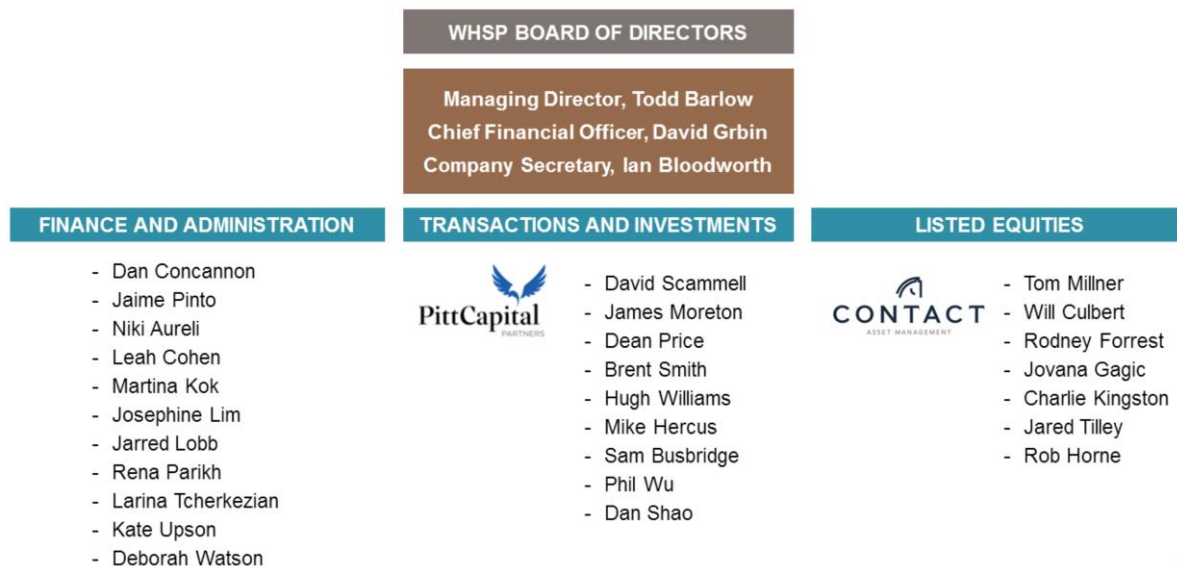 WHSP BOARD OF DIRECTORS
Managing Director, Todd Barlow
Chief Financial Officer, David Grbin
Company Secretary, Ian Bloodworth
FINANCE AND ADMINISTRATION
- Dan Concannon
- Jaime Pinto
- Niki Aureli
- Leah Cohen
- Martina Kok
- Josephine Lim
- Jarred Lobb
- Rena Parikh
- Larina Tcherkezian
- Kate Upson
- Deborah Watson
TRANSACTIONS AND INVESTMENTS
PittCapital
PARTNERS
- David Scammell
- James Moreton
- Dean Price
- Brent Smith
- Hugh Williams
- Mike Hercus
- Sam Busbridge
- Phil Wu
- Dan Shao
LISTED EQUITIES
CONTACT
ASSET MANAGEMENT
- Tom Millner
- Will Culbert
- Rodney Forrest
- Jovana Gagic
- Charlie Kingston
- Jared Tilley
- Rob Horne